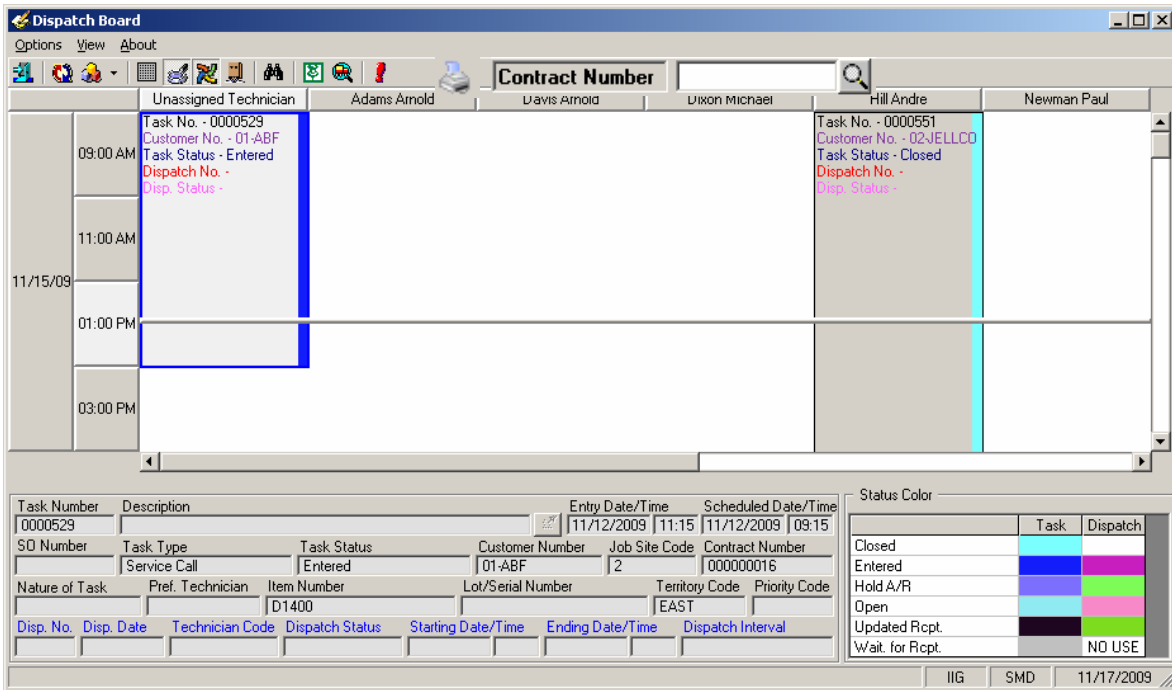 Dispatch Board
Options View About
Contract Number
Unassigned Technician Adams Arnold Davis Arnold Dixon Michael Hill Andre Newman Paul
11/15/09
09:00 AM
11:00 AM
01:00 PM
03:00 PM
Task No. - 0000529
Customer No. - 01-ABF
Task Status - Entered
Dispatch No. -
Disp. Status -
Task No. - 0000551
Customer No. - 02-JELLCO
Task Status - Closed
Dispatch No. -
Disp. Status -
Task Number Description Entry Date/Time Scheduled Date/Time
0000529 11/12/2009 11:15 11/12/2009 09:15
SO Number Task Type Task Status Customer Number Job Site Code Contract Number
Service Call Entered 01-ABF 2 000000016
Nature of Task Pref. Technician Item Number Lot/Serial Number Territory Code Priority Code
D1400 EAST
Disp. No. Disp. Date Technician Code Dispatch Status Starting Date/Time Ending Date/Time Dispatch Interval
Status Color
Task Dispatch
Closed
Entered
Hold A/R
Open
Updated Rcpt.
Wait. for Rcpt. NO USE
IIG SMD 11/17/2009